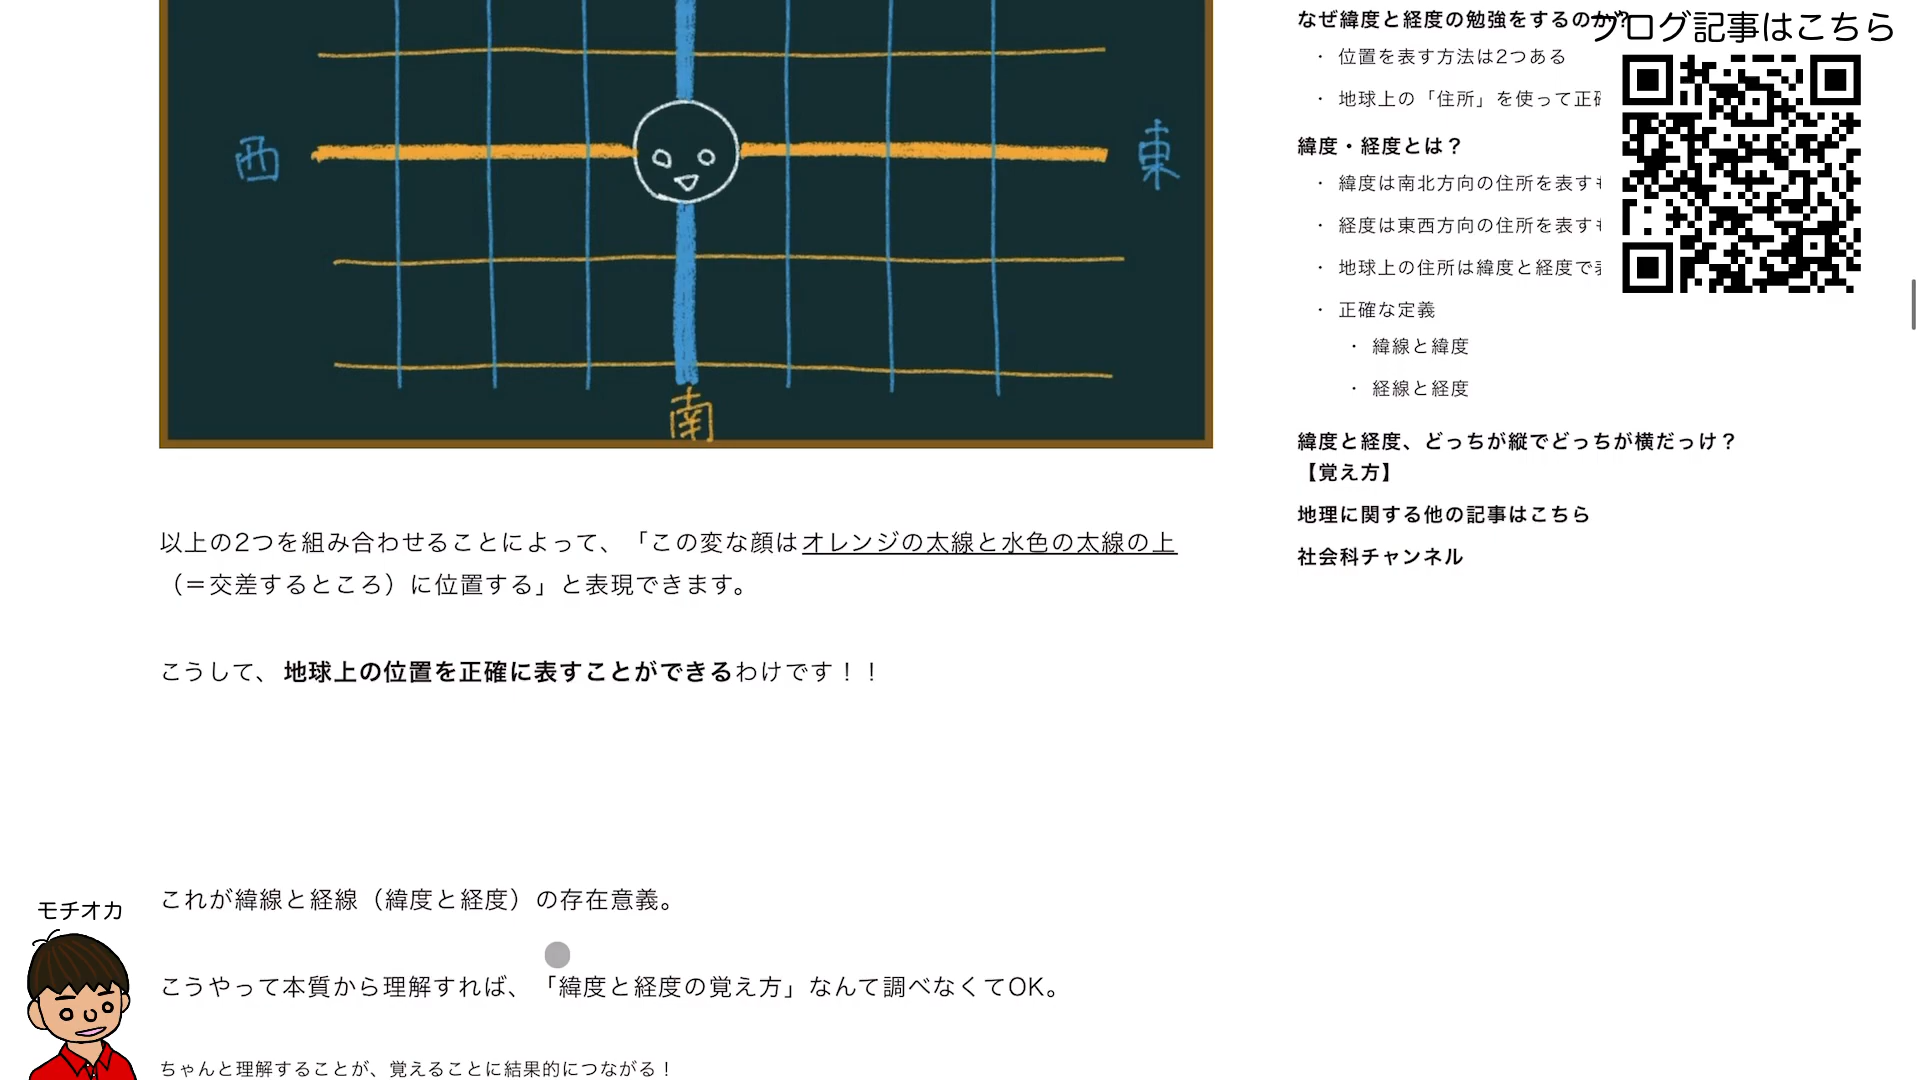 西
東
南
以上の2つを組み合わせることによって、「この変な顔はオレンジの太線と水色の太線の上
（＝交差するところ）に位置する」と表現できます。
こうして、地球上の位置を正確に表すことができるわけです！！
これが緯線と経線（緯度と経度）の存在意義。
こうやって本質から理解すれば、「緯度と経度の覚え方」なんて調べなくてOK。
ちゃんと理解することが、覚えることに結果的につながる！
モチオカ
なぜ緯度と経度の勉強をするのか？
・ 位置を表す方法は2つある
・ 地球上の「住所」を使って正
緯度・経度とは？
・ 緯度は南北方向の住所を表す
・ 経度は東西方向の住所を表す
・ 地球上の住所は緯度と経度で
・ 正確な定義
・ 緯線と緯度
・ 経線と経度
緯度と経度、どっちが縦でどっちが横だっけ？
【覚え方】
地理に関する他の記事はこちら
社会科チャンネル
ブログ記事はこちら